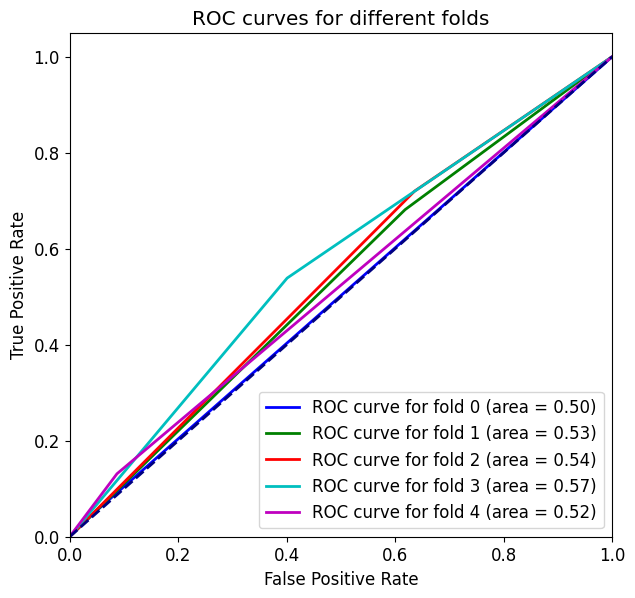 ROC curves for different folds
True Positive Rate
1.0
0.8
0.6
0.4
0.2
0.0
ROC curve for fold 0 (area = 0.50)
ROC curve for fold 1 (area = 0.53)
ROC curve for fold 2 (area = 0.54)
ROC curve for fold 3 (area = 0.57)
ROC curve for fold 4 (area = 0.52)
0.0 0.2 0.4 0.6 0.8 1.0
False Positive Rate